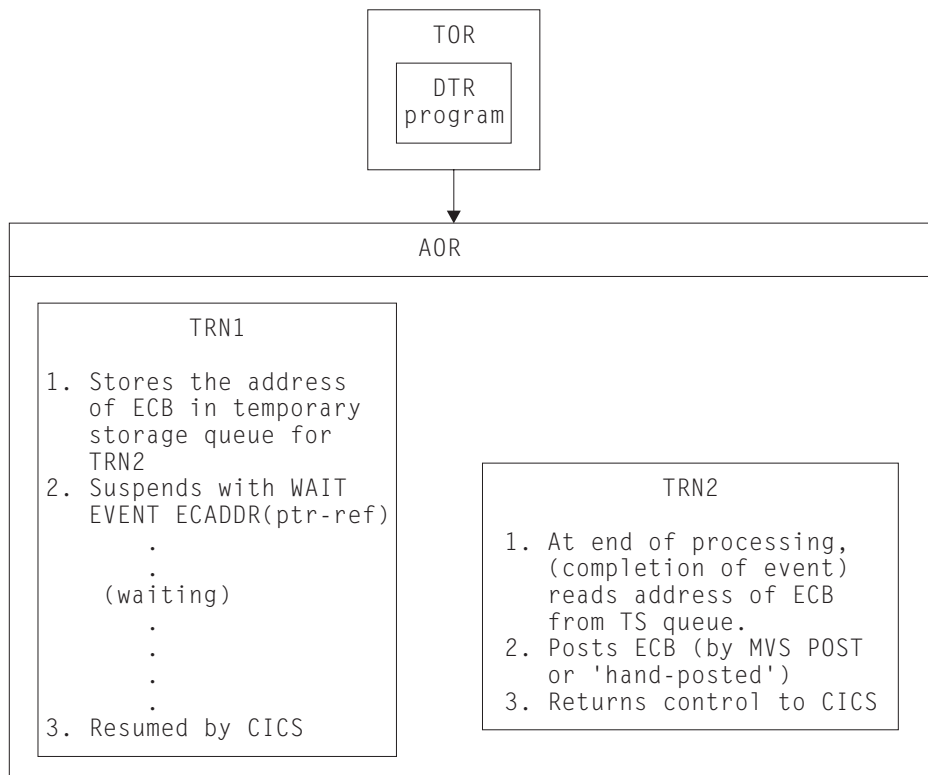 TOR
DTR
program
AOR
TRN1
1. Stores the address
of ECB in temporary
storage queue for
TRN2
2. Suspends with WAIT
EVENT ECADDR(ptr-ref)
.
.
(waiting)
.
.
.
.
3. Resumed by CICS
TRN2
1. At end of processing,
(completion of event)
reads address of ECB
from TS queue.
2. Posts ECB (by MVS POST
or 'hand-posted')
3. Returns control to CICS